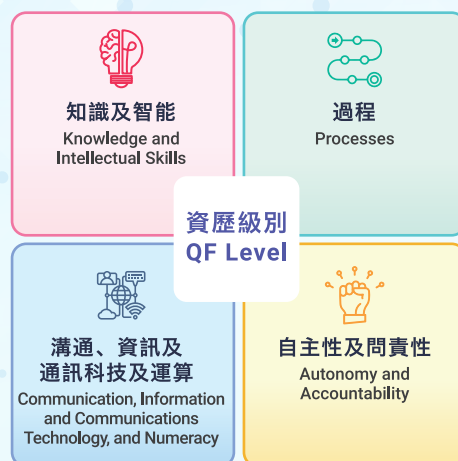 知識及智能
Knowledge and
Intellectual Skills
過程
Processes
資歷級別
QF Level
溝通、資訊及
通訊科技及運算
Communication, Information
and Communications
Technology, and Numeracy
自主性及問責性
Autonomy and
Accountability